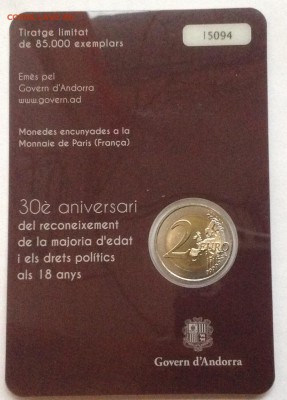 Tiratge limitat
de 85.000 exemplars
15094
Emès pel
Govern d'Andorra
www.govern.ad
Monedes encunyades a la
Monnaie de París (França)
30è aniversari
del reconeixement
de la majoria d'edat
i els drets polítics
als 18 anys
2 EURO
Govern d'Andorra